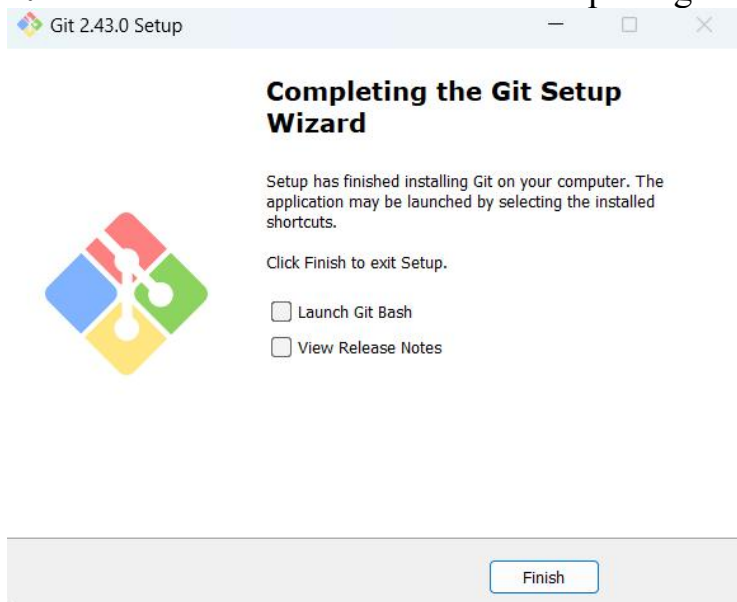 Git 2.43.0 Setup
Completing the Git Setup
Wizard
Setup has finished installing Git on your computer. The
application may be launched by selecting the installed
shortcuts.
Click Finish to exit Setup.
Launch Git Bash
View Release Notes
Finish